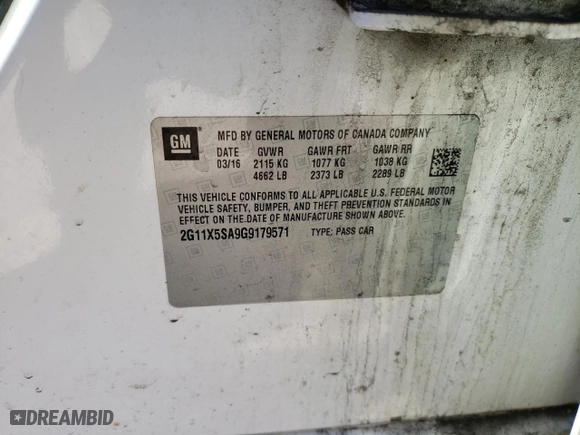 GM
MFD BY GENERAL MOTORS OF CANADA COMPANY
DATE GVWR GAWR FRT GAWR RR
03/16 2115 KG 1077 KG 1038 KG
4662 LB 2373 LB 2289 LB
THIS VEHICLE CONFORMS TO ALL APPLICABLE U.S. FEDERAL MOTOR
VEHICLE SAFETY, BUMPER, AND THEFT PREVENTION STANDARDS IN
EFFECT ON THE DATE OF MANUFACTURE SHOWN ABOVE.
2G11X5SA9G9179571 TYPE: PASS CAR
DREAMBID